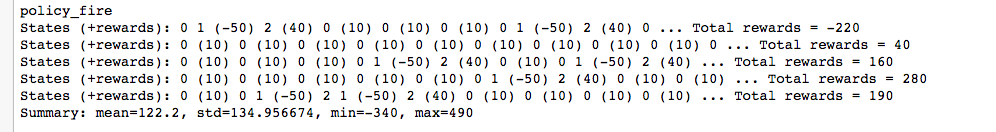 policy_fire
States (+rewards): 0 1 (-50) 2 (40) 0 (10) 0 (10) 0 (10) 0 1 (-50) 2 (40) 0 ... Total rewards = -220
States (+rewards): 0 (10) 0 (10) 0 (10) 0 (10) 0 (10) 0 (10) 0 (10) 0 (10) 0 (10) 0 ... Total rewards = 40
States (+rewards): 0 (10) 0 (10) 0 (10) 0 (10) 0 1 (-50) 2 (40) 0 (10) 0 1 (-50) 2 (40) ... Total rewards = 160
States (+rewards): 0 (10) 0 (10) 0 (10) 0 (10) 0 (10) 0 (10) 0 1 (-50) 2 (40) 0 (10) 0 (10) ... Total rewards = 280
States (+rewards): 0 (10) 0 1 (-50) 2 1 (-50) 2 (40) 0 (10) 0 (10) 0 (10) 0 (10) ... Total rewards = 190
Summary: mean=122.2, std=134.956674, min=-340, max=490